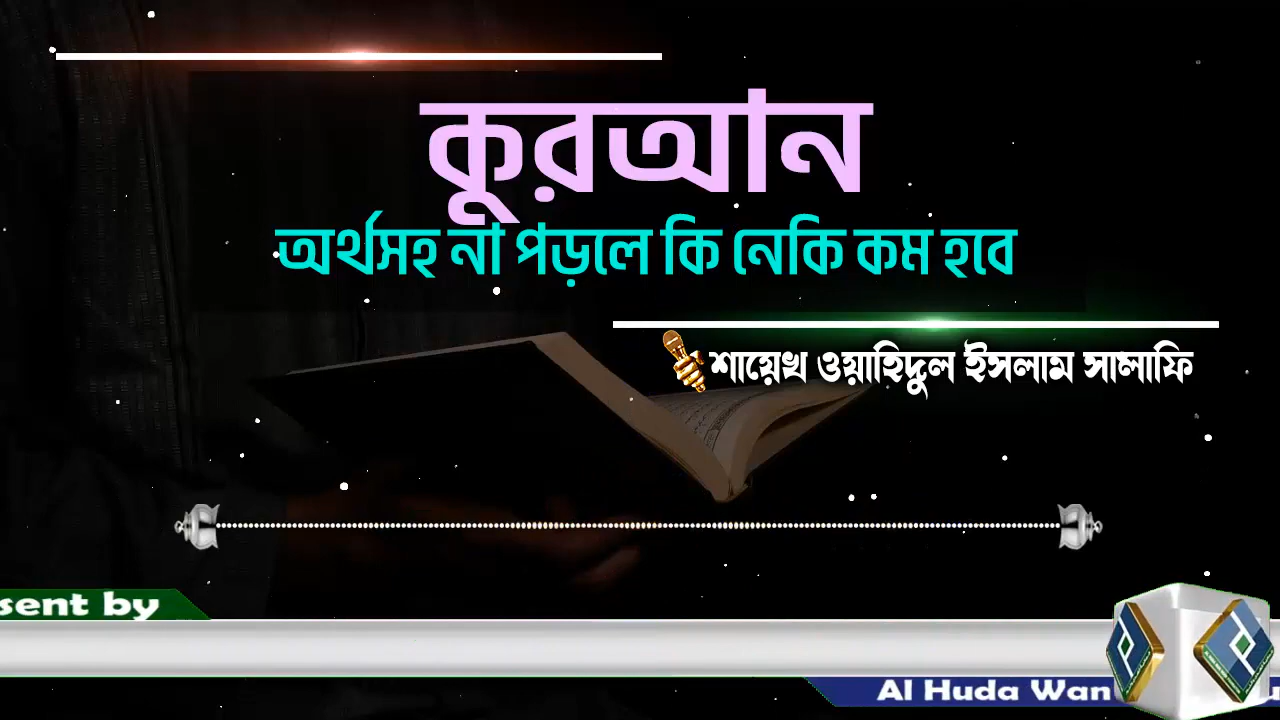 কুরআন
অর্থসহ না পড়লে কি নেকি কম হবে
শায়েখ ওয়াহিদুল ইসলাম সালাফি
sent by
Al Huda Wan